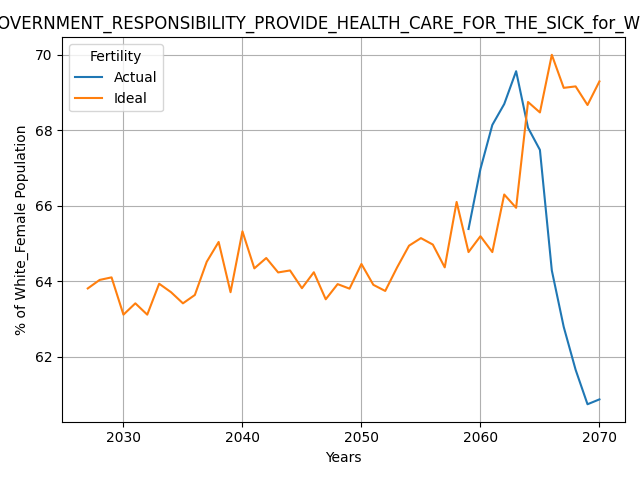 OVERNMENT_RESPONSIBILITY_PROVIDE_HEALTH_CARE_FOR_THE_SICK_for_W
Fertility
Actual
Ideal
% of White_Female Population
70
68
66
64
62
2030
2040
2050
2060
2070
Years